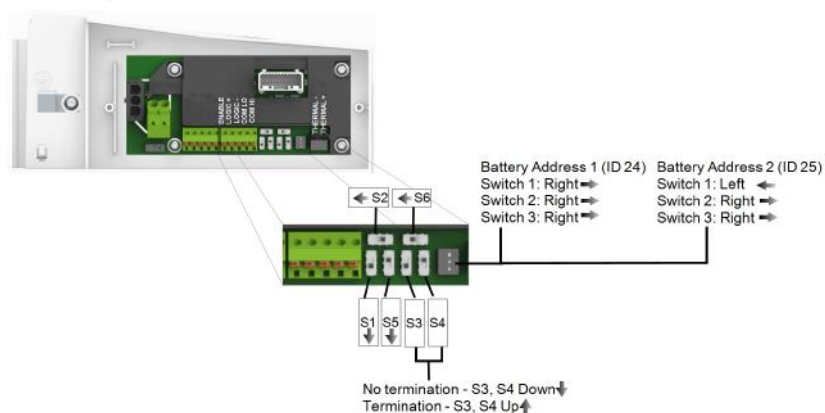 ENABLE
LOGIC +
LOGIC -
COM LO
COM HI
THERMAL -
THERMAL +
Battery Address 1 (ID 24)
Switch 1: Right
Switch 2: Right
Switch 3: Right
Battery Address 2 (ID 25)
Switch 1: Left
Switch 2: Right
Switch 3: Right
S2
S6
S1
S5
S3
S4
No termination - S3, S4 Down
Termination - S3, S4 Up